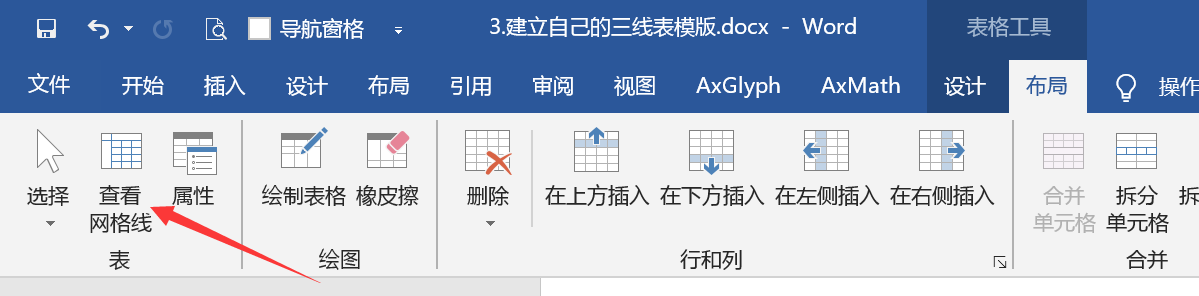 导航窗格
3.建立自己的三线表模版.docx - Word
表格工具
文件 开始 插入 设计 布局 引用 审阅 视图 AxGlyph AxMath 设计 布局 操作
选择
查看
网格线
属性
表
绘制表格
橡皮擦
绘图
删除
在上方插入
在下方插入
在左侧插入
在右侧插入
行和列
合并
单元格
拆分
单元格
拆
合并